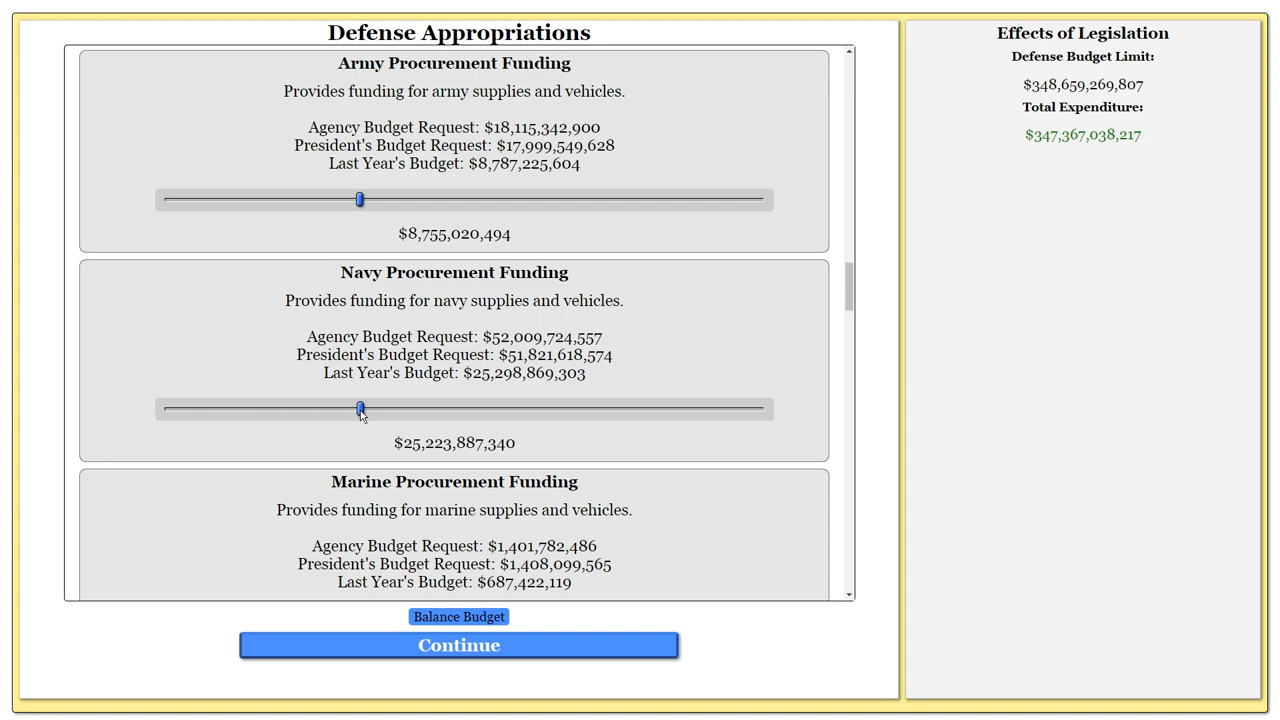 Defense Appropriations
Army Procurement Funding
Provides funding for army supplies and vehicles.
Agency Budget Request: $18,115,342,900
President's Budget Request: $17,999,549,628
Last Year's Budget: $8,787,225,604
$8,755,020,494
Navy Procurement Funding
Provides funding for navy supplies and vehicles.
Agency Budget Request: $52,009,724,557
President's Budget Request: $51,821,618,574
Last Year's Budget: $25,298,869,303
$25,223,887,340
Marine Procurement Funding
Provides funding for marine supplies and vehicles.
Agency Budget Request: $1,401,782,486
President's Budget Request: $1,408,099,565
Last Year's Budget: $687,422,119
Balance Budget
Continue
Effects of Legislation
Defense Budget Limit:
$348,659,269,807
Total Expenditure:
$347,367,038,217